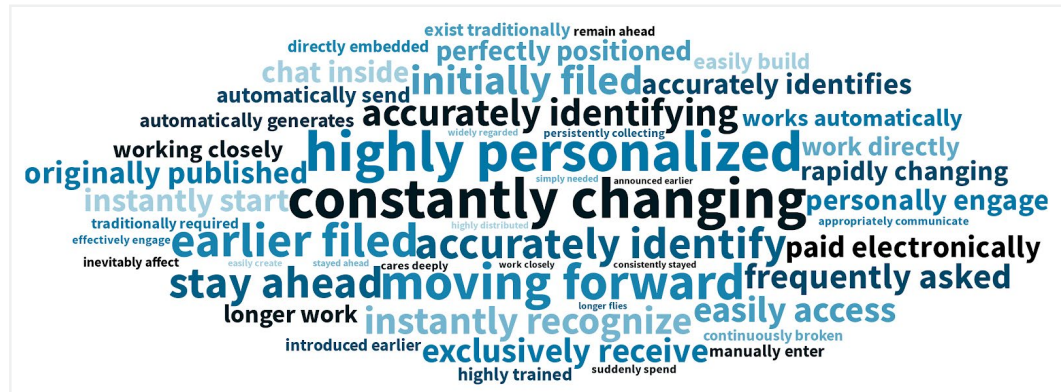 exist traditionally remain ahead
directly embedded perfectly positioned easily build
chat inside initially filed accurately identifies
automatically send
automatically generates accurately identifying works automatically
widely regarded persistently collecting
working closely highly personalized work directly
originally published rapidly changing
simply needed announced earlier
instantly start constantly changing personally engage
traditionally required highly distributed appropriately communicate
effectively engage earlier filed accurately identify paid electronically
inevitably affect easily create stayed ahead cares deeply work closely consistently stayed
stay ahead moving forward frequently asked
longer flies
longer work instantly recognize easily access
continuously broken
introduced earlier exclusively receive manually enter
highly trained suddenly spend